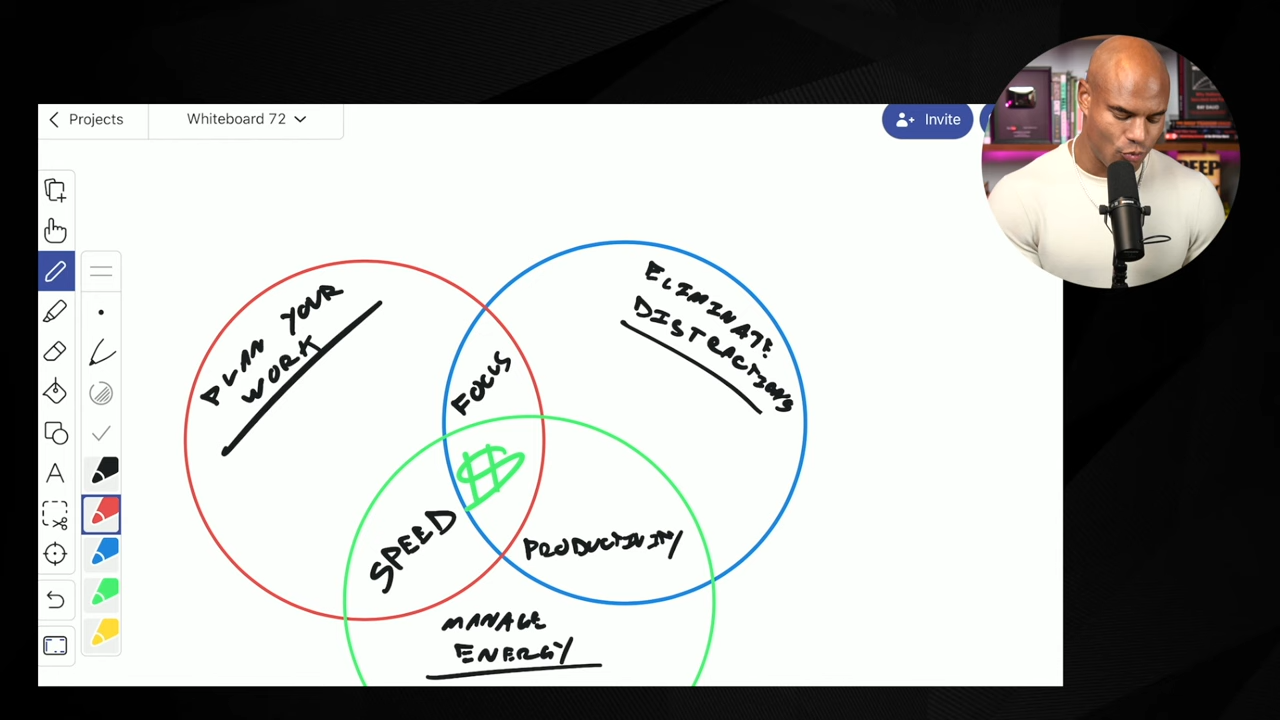 Projects
Whiteboard 72
Invite
PLAN YOUR
WORK
ELIMINATE
DISTRACTIONS
FOCUS
$
SPEED
PRODUCTIVITY
MANAGE
ENERGY
A